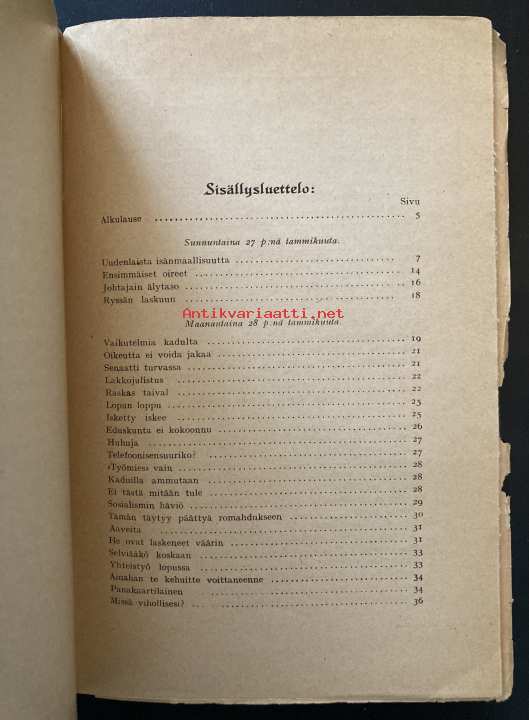 Sisällysluettelo:
Sivu
Alkulause 5
Sunnuntaina 27 p:nä tammikuuta.
Uudenlaista isänmaallisuutta 7
Ensimmäiset oireet 14
Johtajain älytaso 16
Ryssän laskuun 18
Antikvariaatti.net
Maanantaina 28 p:nä tammikuuta.
Vaikutelmia kadulta 19
Oikeutta ei voida jakaa 21
Senaatti turvassa 21
Lakkojulistus 22
Raskas taival 22
Lopun loppu 25
Isketty iskee 25
Eduskunta ei kokoonnu 26
Huhuja 27
Telefoonisensuuriko? 27
›Työmies› vain 28
Kaduilla ammutaan 28
Ei tästä mitään tule 28
Sosialismin häviö 29
Tämän täytyy päättyä romahdukseen 30
Aaveita 31
He ovat laskeneet väärin 31
Selviääkö koskaan 33
Yhteistyö lopussa 33
Ainahan te kehuitte voittaneenne 34
Panakaartilainen 34
Missä vihollisesi? 36